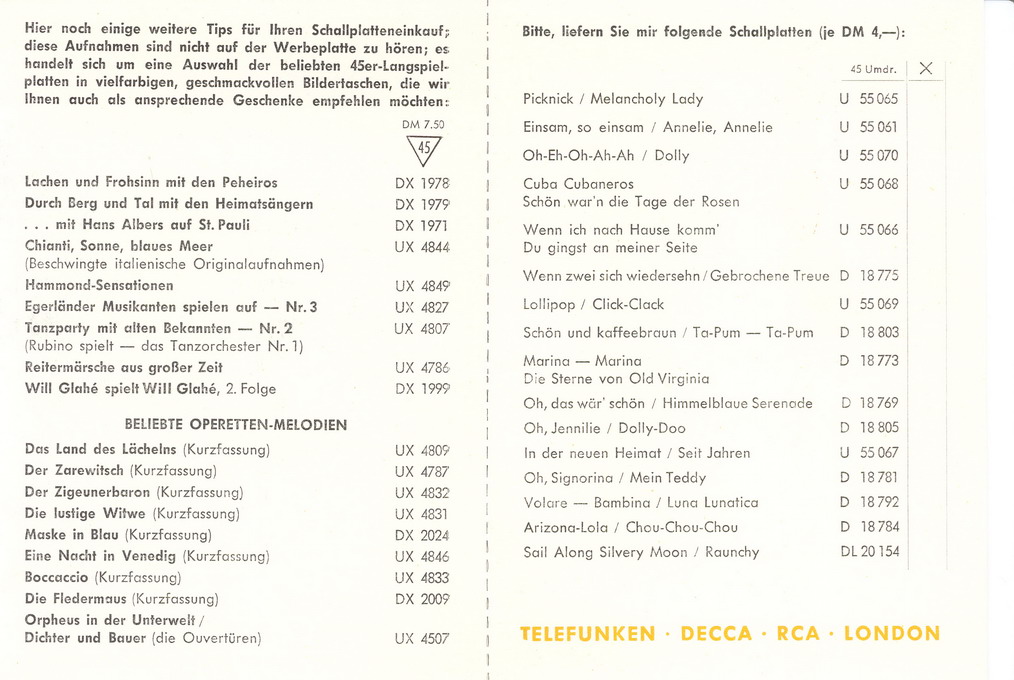 Hier noch einige weitere Tips für Ihren Schallplatteneinkauf;
diese Aufnahmen sind nicht auf der Werbeplatte zu hören; es
handelt sich um eine Auswahl der beliebten 45er-Langspiel-
platten in vielfarbigen, geschmackvollen Bildertaschen, die wir
Ihnen auch als ansprechende Geschenke empfehlen möchten:
DM 7.50
45
Lachen und Frohsinn mit den Peheiros DX 1978
Durch Berg und Tal mit den Heimatsängern DX 1979
. . . mit Hans Albers auf St. Pauli DX 1971
Chianti, Sonne, blaues Meer UX 4844
(Beschwingte italienische Originalaufnahmen)
Hammond-Sensationen UX 4849
Egerländer Musikanten spielen auf — Nr. 3 UX 4827
Tanzparty mit alten Bekannten — Nr. 2 UX 4807
(Rubino spielt — das Tanzorchester Nr. 1)
Reitermärsche aus großer Zeit UX 4786
Will Glahé spielt Will Glahé, 2. Folge DX 1999
BELIEBTE OPERETTEN-MELODIEN
Das Land des Lächelns (Kurzfassung) UX 4809
Der Zarewitsch (Kurzfassung) UX 4787
Der Zigeunerbaron (Kurzfassung) UX 4832
Die lustige Witwe (Kurzfassung) UX 4831
Maske in Blau (Kurzfassung) DX 2024
Eine Nacht in Venedig (Kurzfassung) UX 4846
Boccaccio (Kurzfassung) UX 4833
Die Fledermaus (Kurzfassung) DX 2009
Orpheus in der Unterwelt /
Dichter und Bauer (die Ouvertüren) UX 4507
Bitte, liefern Sie mir folgende Schallplatten (je DM 4,—):
45 Umdr. X
Picknick / Melancholy Lady U 55 065
Einsam, so einsam / Annelie, Annelie U 55 061
Oh-Eh-Oh-Ah-Ah / Dolly U 55 070
Cuba Cubaneros U 55 068
Schön war'n die Tage der Rosen
Wenn ich nach Hause komm' U 55 066
Du gingst an meiner Seite
Wenn zwei sich wiedersehn / Gebrochene Treue D 18 775
Lollipop / Click-Clack U 55 069
Schön und kaffeebraun / Ta-Pum — Ta-Pum D 18 803
Marina — Marina D 18 773
Die Sterne von Old Virginia
Oh, das wär' schön / Himmelblaue Serenade D 18 769
Oh, Jennilie / Dolly-Doo D 18 805
In der neuen Heimat / Seit Jahren U 55 067
Oh, Signorina / Mein Teddy D 18 781
Volare — Bambina / Luna Lunatica D 18 792
Arizona-Lola / Chou-Chou-Chou D 18 784
Sail Along Silvery Moon / Raunchy DL 20 154
TELEFUNKEN · DECCA · RCA · LONDON